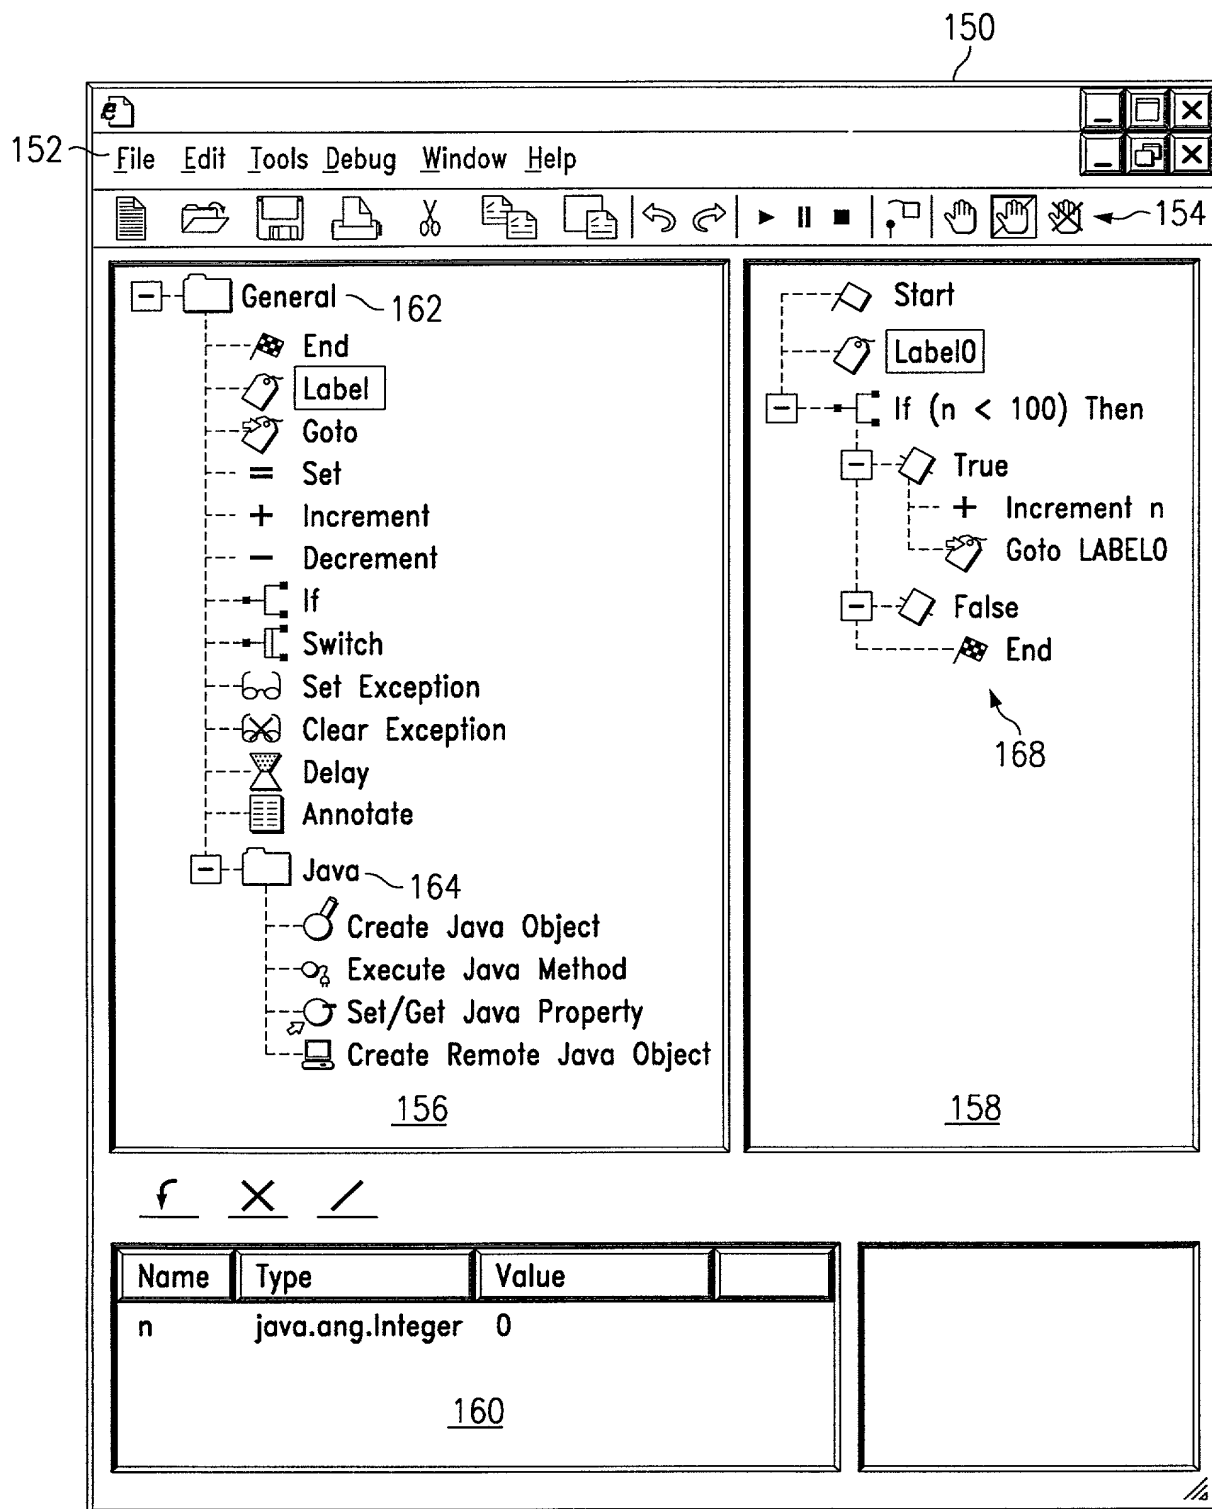 150
152
File Edit Tools Debug Window Help
154
General
162
End
Label
Goto
Set
Increment
Decrement
If
Switch
Set Exception
Clear Exception
Delay
Annotate
Java
164
Create Java Object
Execute Java Method
Set/Get Java Property
Create Remote Java Object
156
Start
Label0
If (n < 100) Then
True
Increment n
Goto LABEL0
False
End
168
158
Name Type Value
n java.ang.Integer 0
160